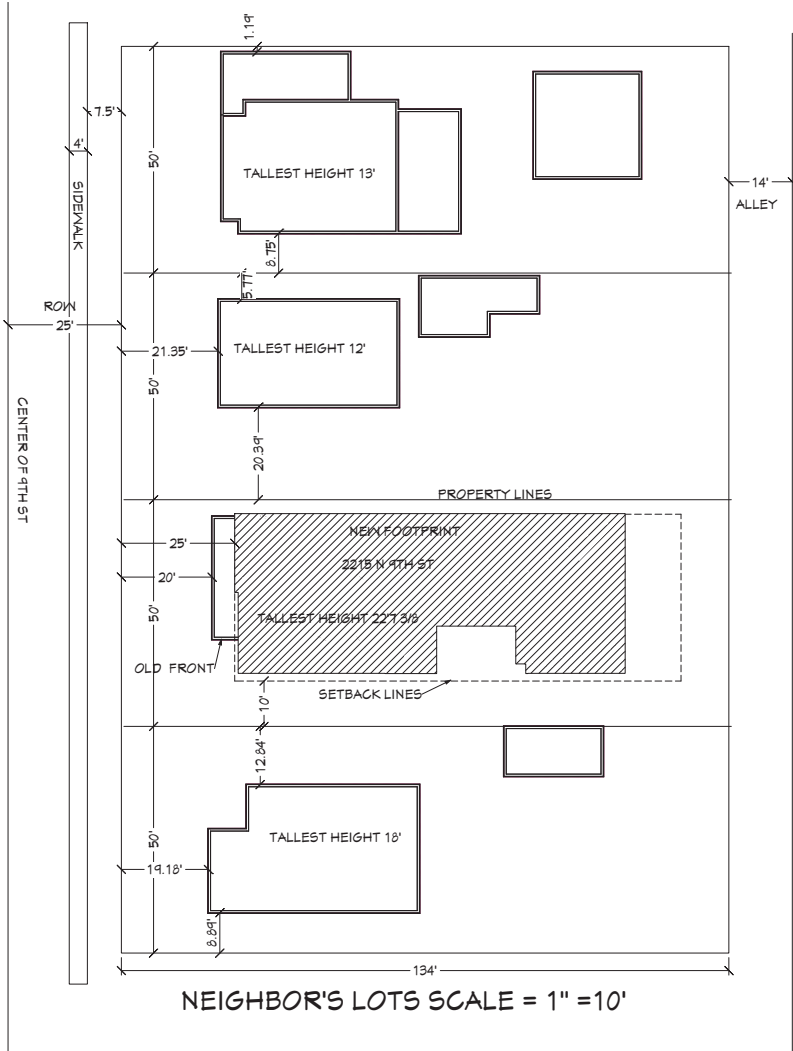 1.19'
7.5'
4'
50'
TALLEST HEIGHT 13'
14'
ALLEY
SIDEWALK
8.75'
5.77'
ROW
25'
21.35'
TALLEST HEIGHT 12'
50'
CENTER OF 9TH ST
20.39'
PROPERTY LINES
NEW FOOTPRINT
25'
2215 N 9TH ST
20'
50'
TALLEST HEIGHT 22'7 3/8
OLD FRONT
SETBACK LINES
10'
12.84'
50'
TALLEST HEIGHT 18'
19.18'
8.89'
134'
NEIGHBOR'S LOTS SCALE = 1" =10'